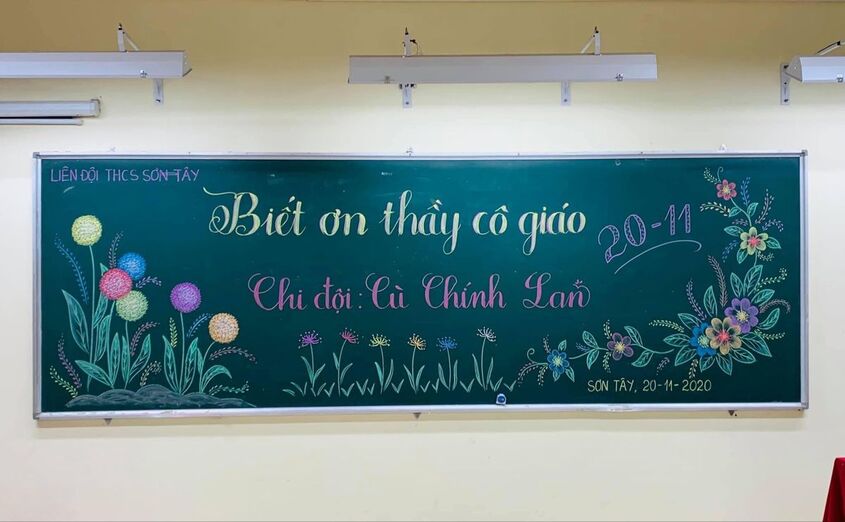 LIÊN ĐỘI THCS SƠN TÂY
Biết ơn thầy cô giáo
20-11
Chi đội: Cù Chính Lan
SƠN TÂY, 20-11-2020